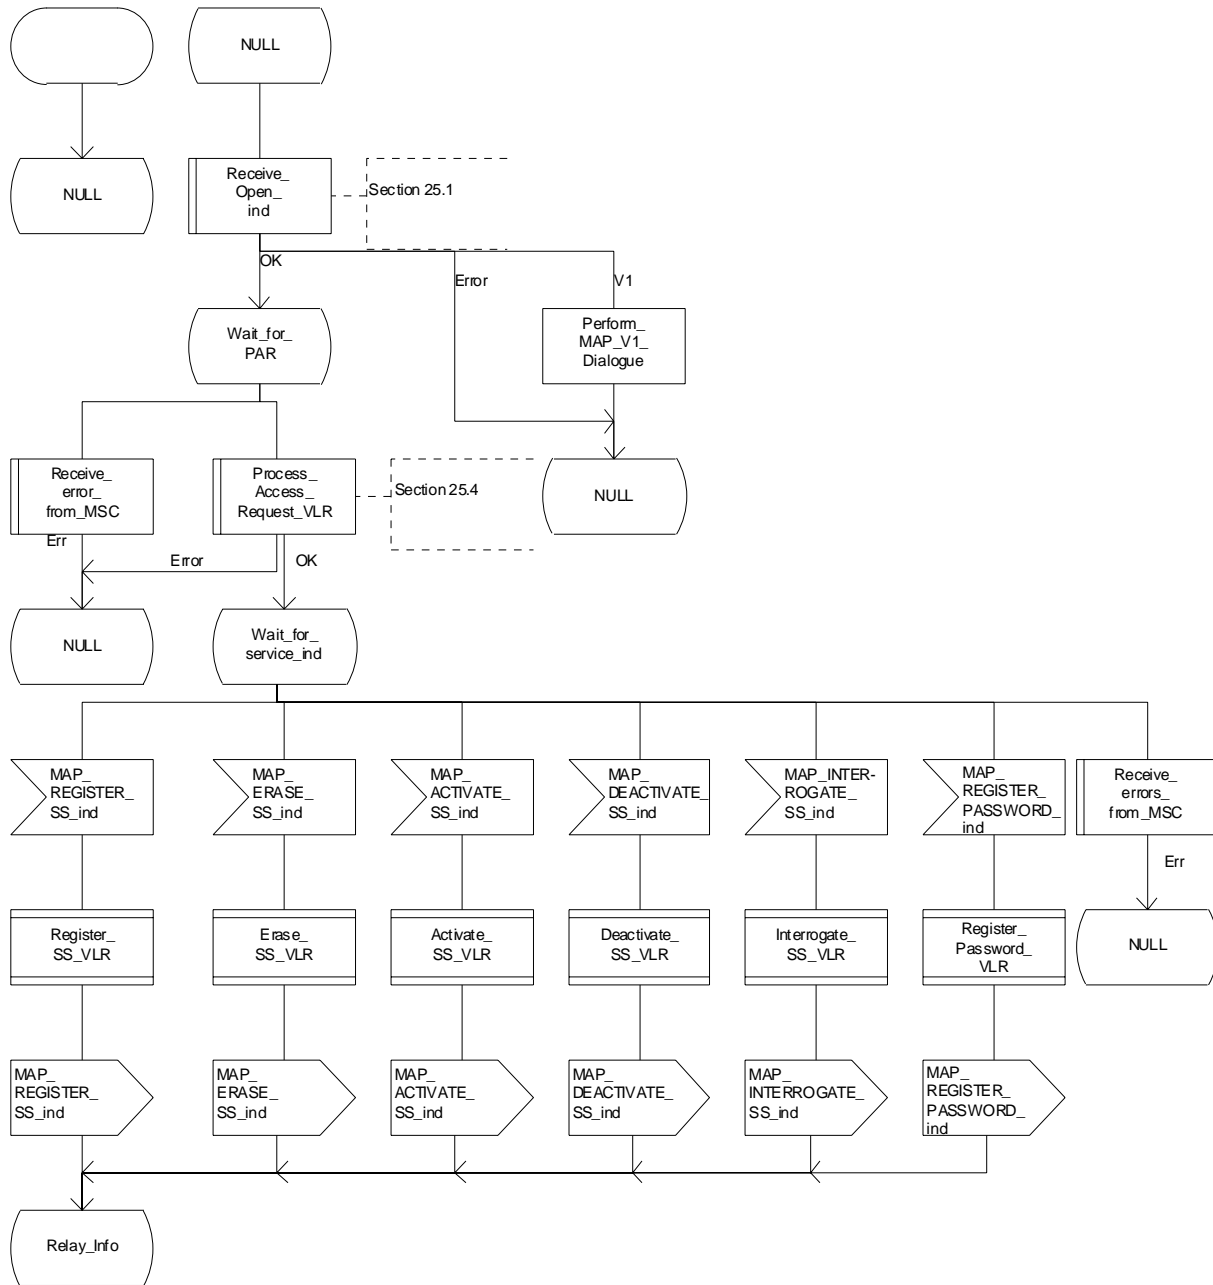 NULL
NULL
Receive_
Open_
ind
Section 25.1
OK
Error
V1
Wait_for_
PAR
Perform_
MAP_V1_
Dialogue
Receive_
error_
from_MSC
Process_
Access_
Request_VLR
Section 25.4
NULL
Err
Error
OK
NULL
Wait_for_
service_ind
MAP_
REGISTER_
SS_ind
MAP_
ERASE_
SS_ind
MAP_
ACTIVATE_
SS_ind
MAP_
DEACTIVATE_
SS_ind
MAP_INTER-
ROGATE_
SS_ind
MAP_
REGISTER_
PASSWORD_
ind
Receive_
errors_
from_MSC
Err
Register_
SS_VLR
Erase_
SS_VLR
Activate_
SS_VLR
Deactivate_
SS_VLR
Interrogate_
SS_VLR
Register_
Password_
VLR
NULL
MAP_
REGISTER_
SS_ind
MAP_
ERASE_
SS_ind
MAP_
ACTIVATE_
SS_ind
MAP_
DEACTIVATE_
SS_ind
MAP_
INTERROGATE_
SS_ind
MAP_
REGISTER_
PASSWORD_
ind
Relay_Info